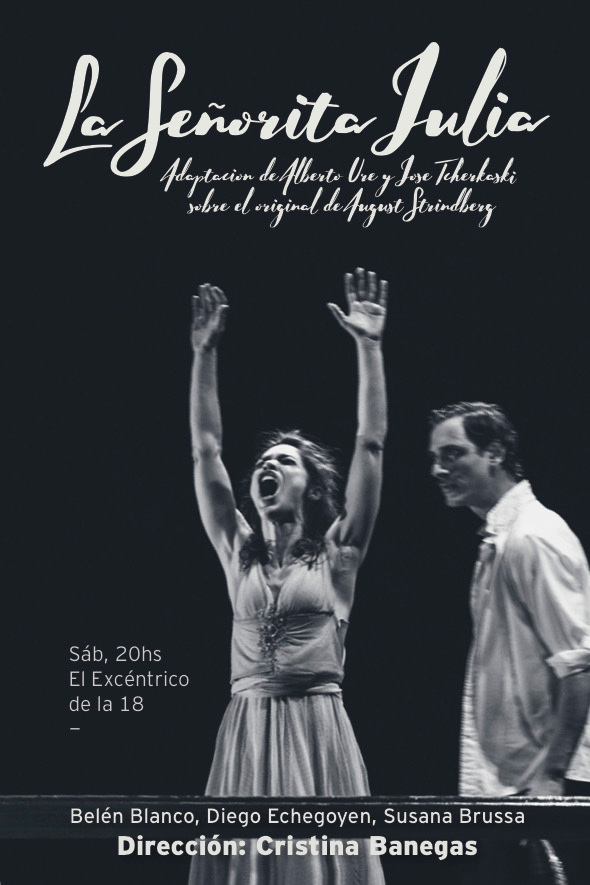 La Señorita Julia
Adaptacion de Alberto Ure y Jose Tcherkaski
sobre el original de August Strindberg
Sáb, 20hs
El Excéntrico
de la 18
–
Belén Blanco, Diego Echegoyen, Susana Brussa
Dirección: Cristina Banegas